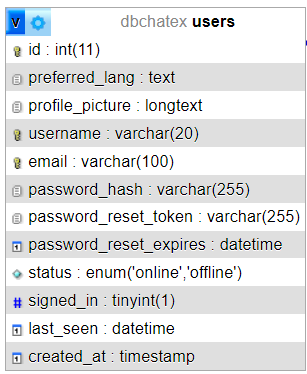 v dbchatex users
id : int(11)
preferred_lang : text
profile_picture : longtext
username : varchar(20)
email : varchar(100)
password_hash : varchar(255)
password_reset_token : varchar(255)
password_reset_expires : datetime
status : enum('online','offline')
# signed_in : tinyint(1)
last_seen : datetime
created_at : timestamp